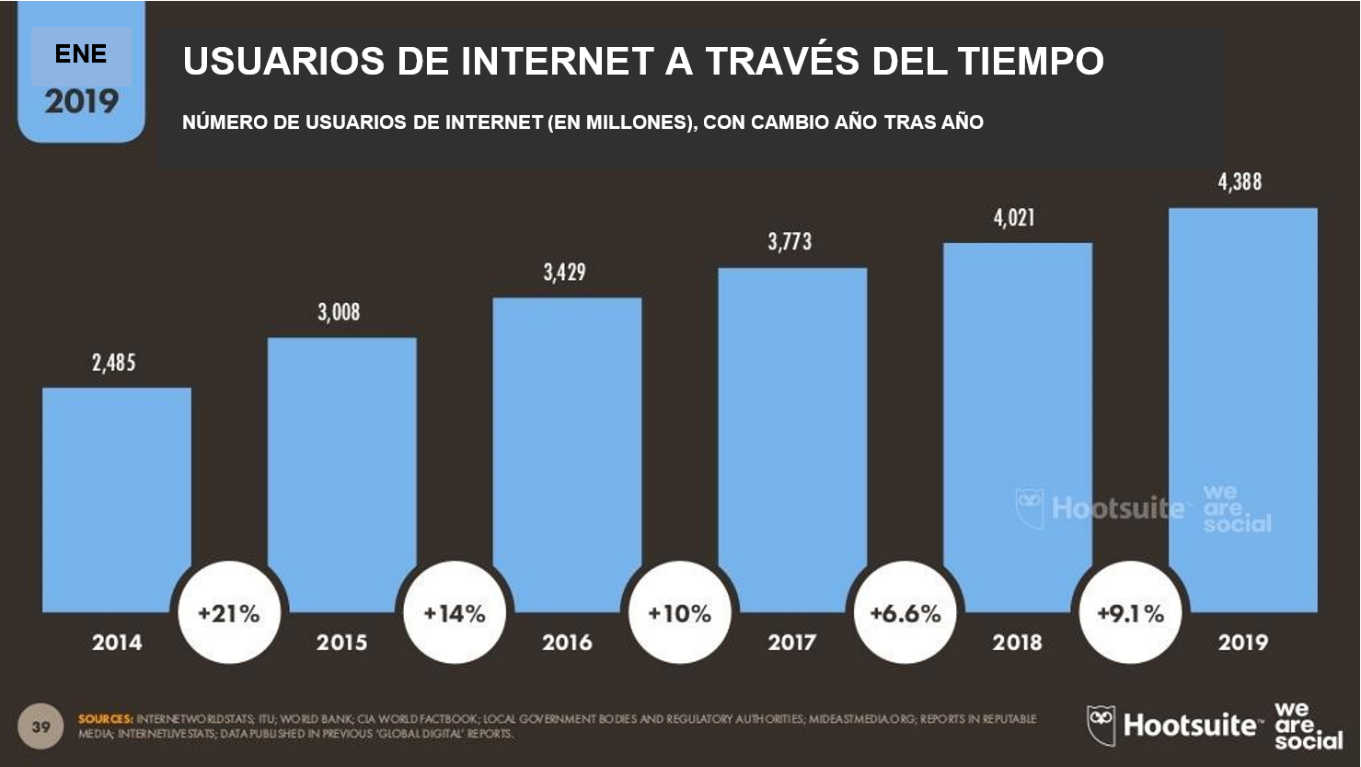 ENE
2019
USUARIOS DE INTERNET A TRAVÉS DEL TIEMPO
NÚMERO DE USUARIOS DE INTERNET (EN MILLONES), CON CAMBIO AÑO TRAS AÑO
2,485
3,008
3,429
3,773
4,021
4,388
Hootsuite
we
are
social
+21%
+14%
+10%
+6.6%
+9.1%
2014
2015
2016
2017
2018
2019
39
SOURCES: INTERNETWORLDSTATS; ITU; WORLD BANK; CIA WORLD FACTBOOK; LOCAL GOVERNMENT BODIES AND REGULATORY AUTHORITIES; MIDEASTMEDIA.ORG; REPORTS IN REPUTABLE
MEDIA; INTERNETLIVESTATS; DATA PUBLISHED IN PREVIOUS 'GLOBAL DIGITAL' REPORTS.
Hootsuite™
we
are.
social